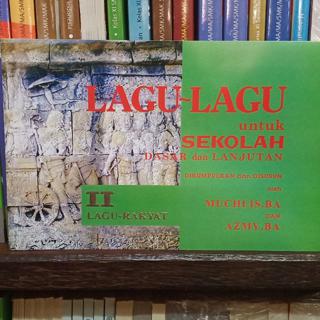 LAGU-LAGU
untuk
SEKOLAH
DASAR dan LANJUTAN
DIKUMPULKAN dan DISUSUN
oleh
MUCHLIS.BA
DAN
AZMY.BA
II
LAGU-RAKYAT